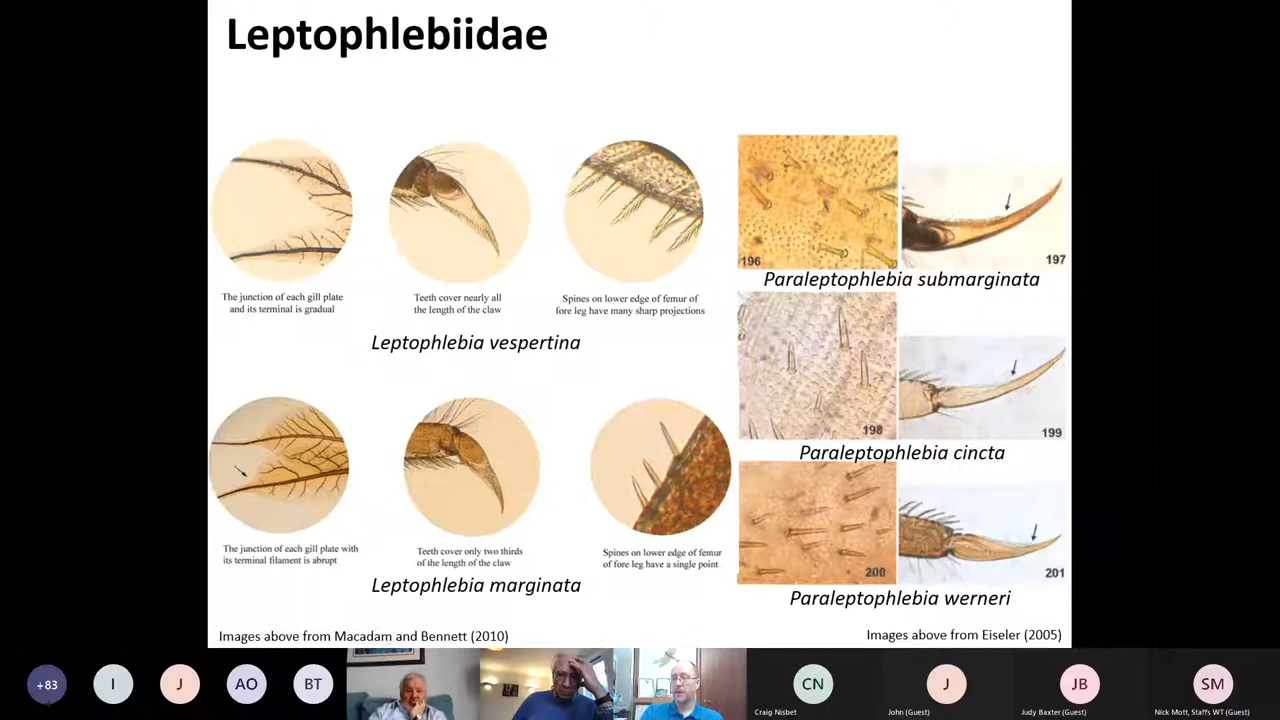 Leptophlebiidae
The junction of each gill plate
and its terminal is gradual
Teeth cover nearly all
the length of the claw
Spines on lower edge of femur of
fore leg have many sharp projections
Leptophlebia vespertina
196
197
Paraleptophlebia submarginata
198
199
Paraleptophlebia cincta
The junction of each gill plate with
its terminal filament is abrupt
Teeth cover only two thirds
of the length of the claw
Spines on lower edge of femur
of fore leg have a single point
Leptophlebia marginata
200
201
Paraleptophlebia werneri
Images above from Macadam and Bennett (2010)
Images above from Eiseler (2005)
+83
I
J
AO
BT
CN
J
JB
SM
Craig Nisbet
John (Guest)
Judy Baxter (Guest)
Nick Mott, Staffs WT (Guest)